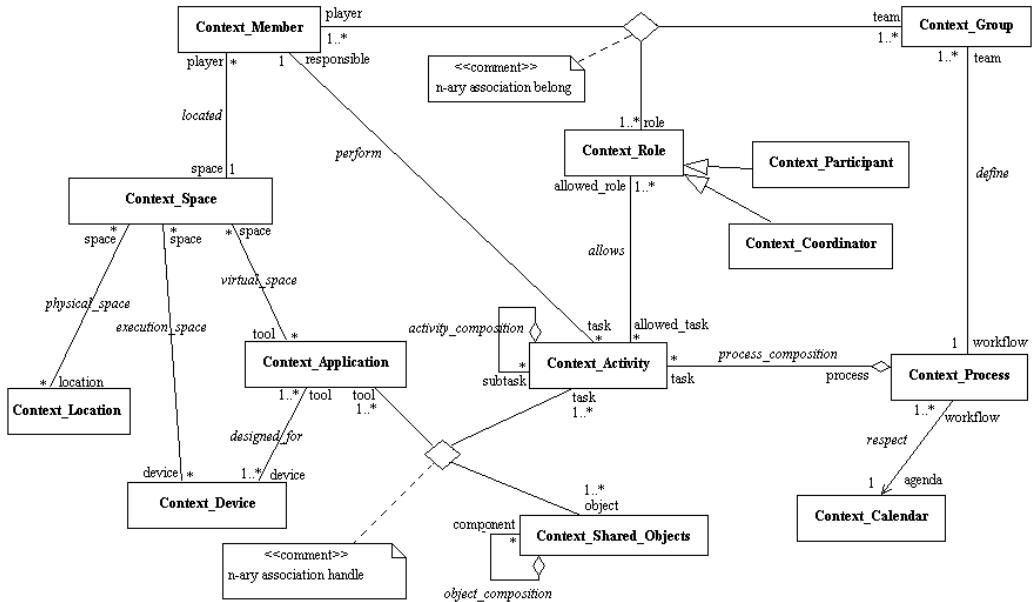 player
team
Context_Member
Context_Group
1..*
1..*
player
*
1
responsible
<<comment>>
n-ary association belong
1..*
team
located
1..*
role
perform
Context_Role
Context_Participant
space
1
allowed_role
1..*
define
Context_Space
Context_Coordinator
*
space
*
space
*
space
allows
virtual_space
physical_space
execution_space
activity_composition
task
*
allowed_task
*
tool
*
1
workflow
Context_Application
Context_Activity
*
process_composition
Context_Process
subtask
*
task
process
*
location
Context_Location
1..*
tool
tool
1..*
task
1..*
1..*
workflow
designed_for
respect
device
*
1..*
device
1
agenda
Context_Device
1..*
object
Context_Calendar
component
*
Context_Shared_Objects
<<comment>>
n-ary association handle
object_composition